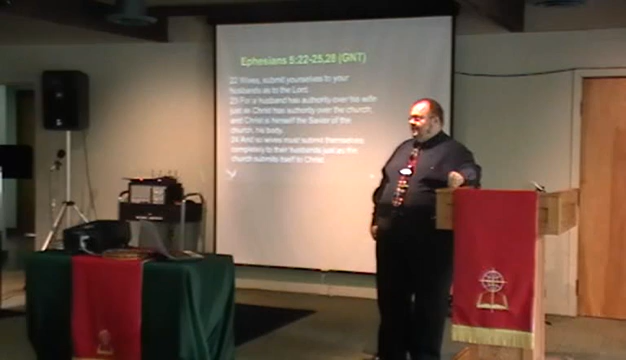 Ephesians 5:22-25,28 (GNT)
22 Wives, submit yourselves to your
husbands as to the Lord.
23 For a husband has authority over his wife
just as Christ has authority over the church;
and Christ is himself the Savior of the
church, his body.
24 And so wives must submit themselves
completely to their husbands just as the
church submits itself to Christ.